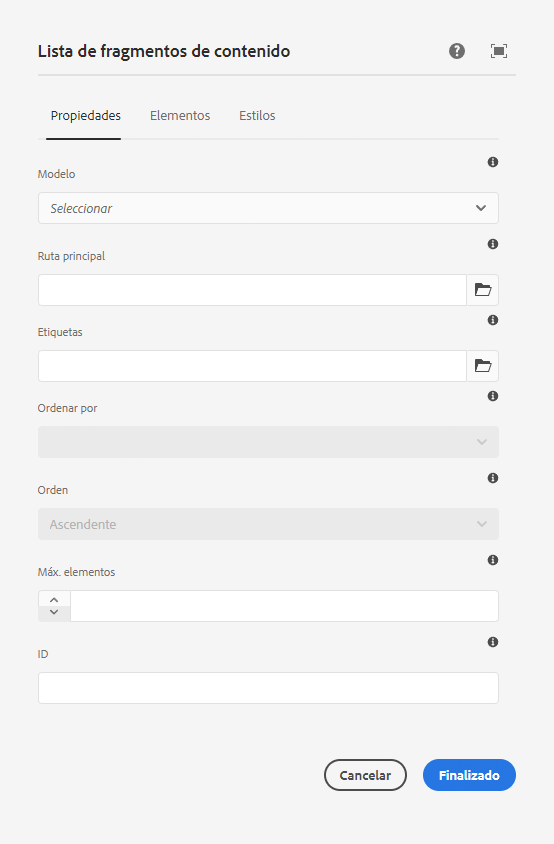 Lista de fragmentos de contenido
Propiedades Elementos Estilos
Modelo
Seleccionar
Ruta principal
Etiquetas
Ordenar por
Orden
Ascendente
Máx. elementos
ID
Cancelar Finalizado